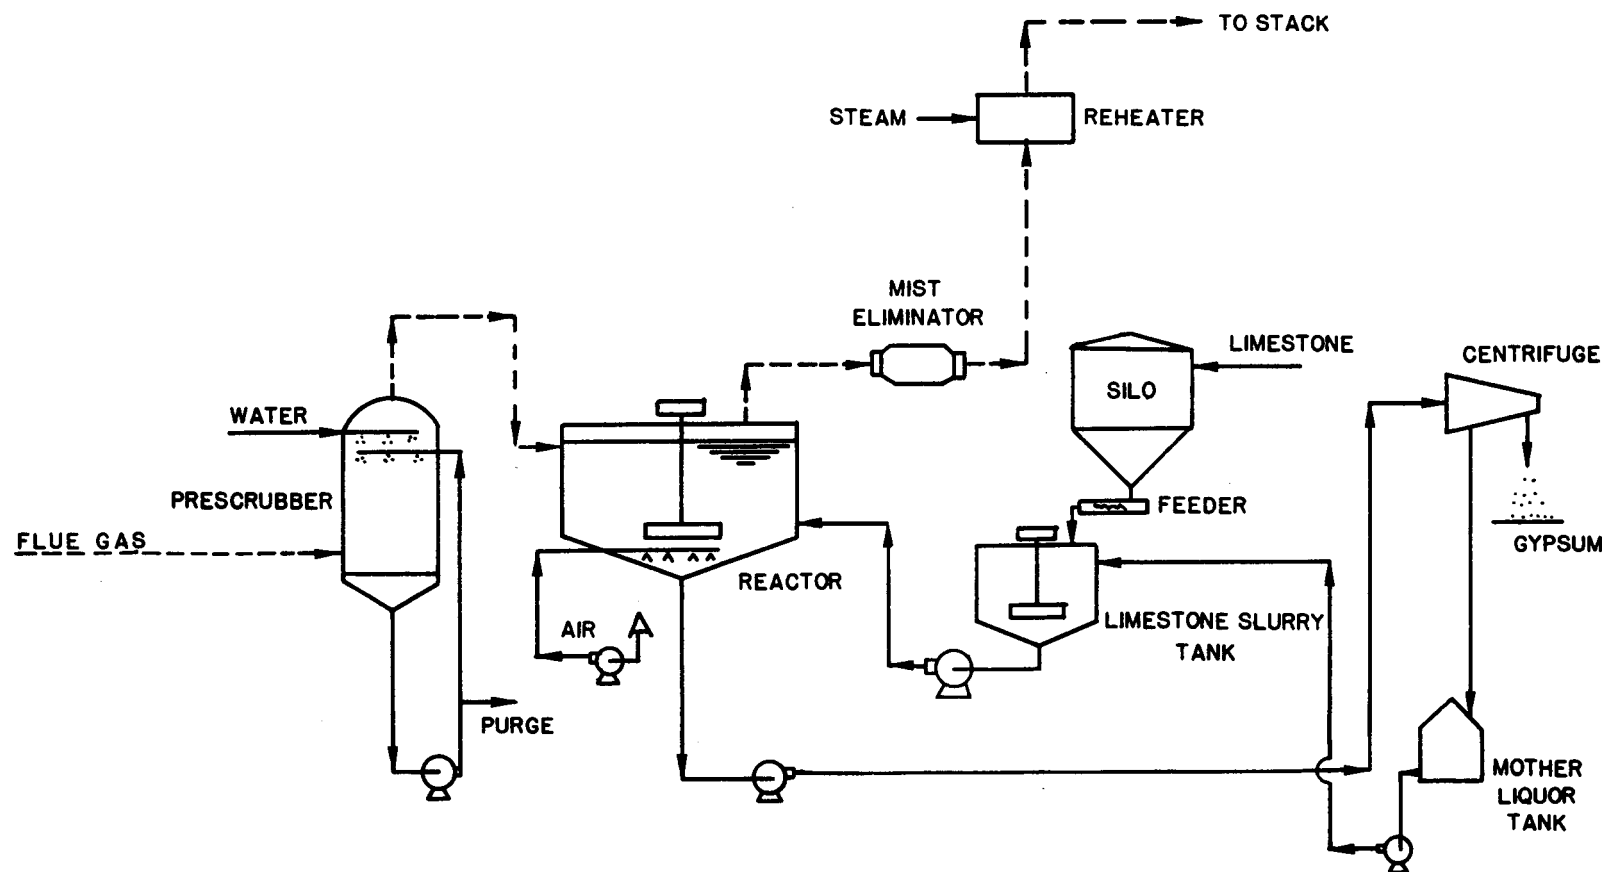 TO STACK
STEAM
REHEATER
MIST
ELIMINATOR
LIMESTONE
CENTRIFUGE
SILO
WATER
PRESCRUBBER
FEEDER
FLUE GAS
GYPSUM
REACTOR
AIR
LIMESTONE SLURRY
TANK
PURGE
MOTHER
LIQUOR
TANK